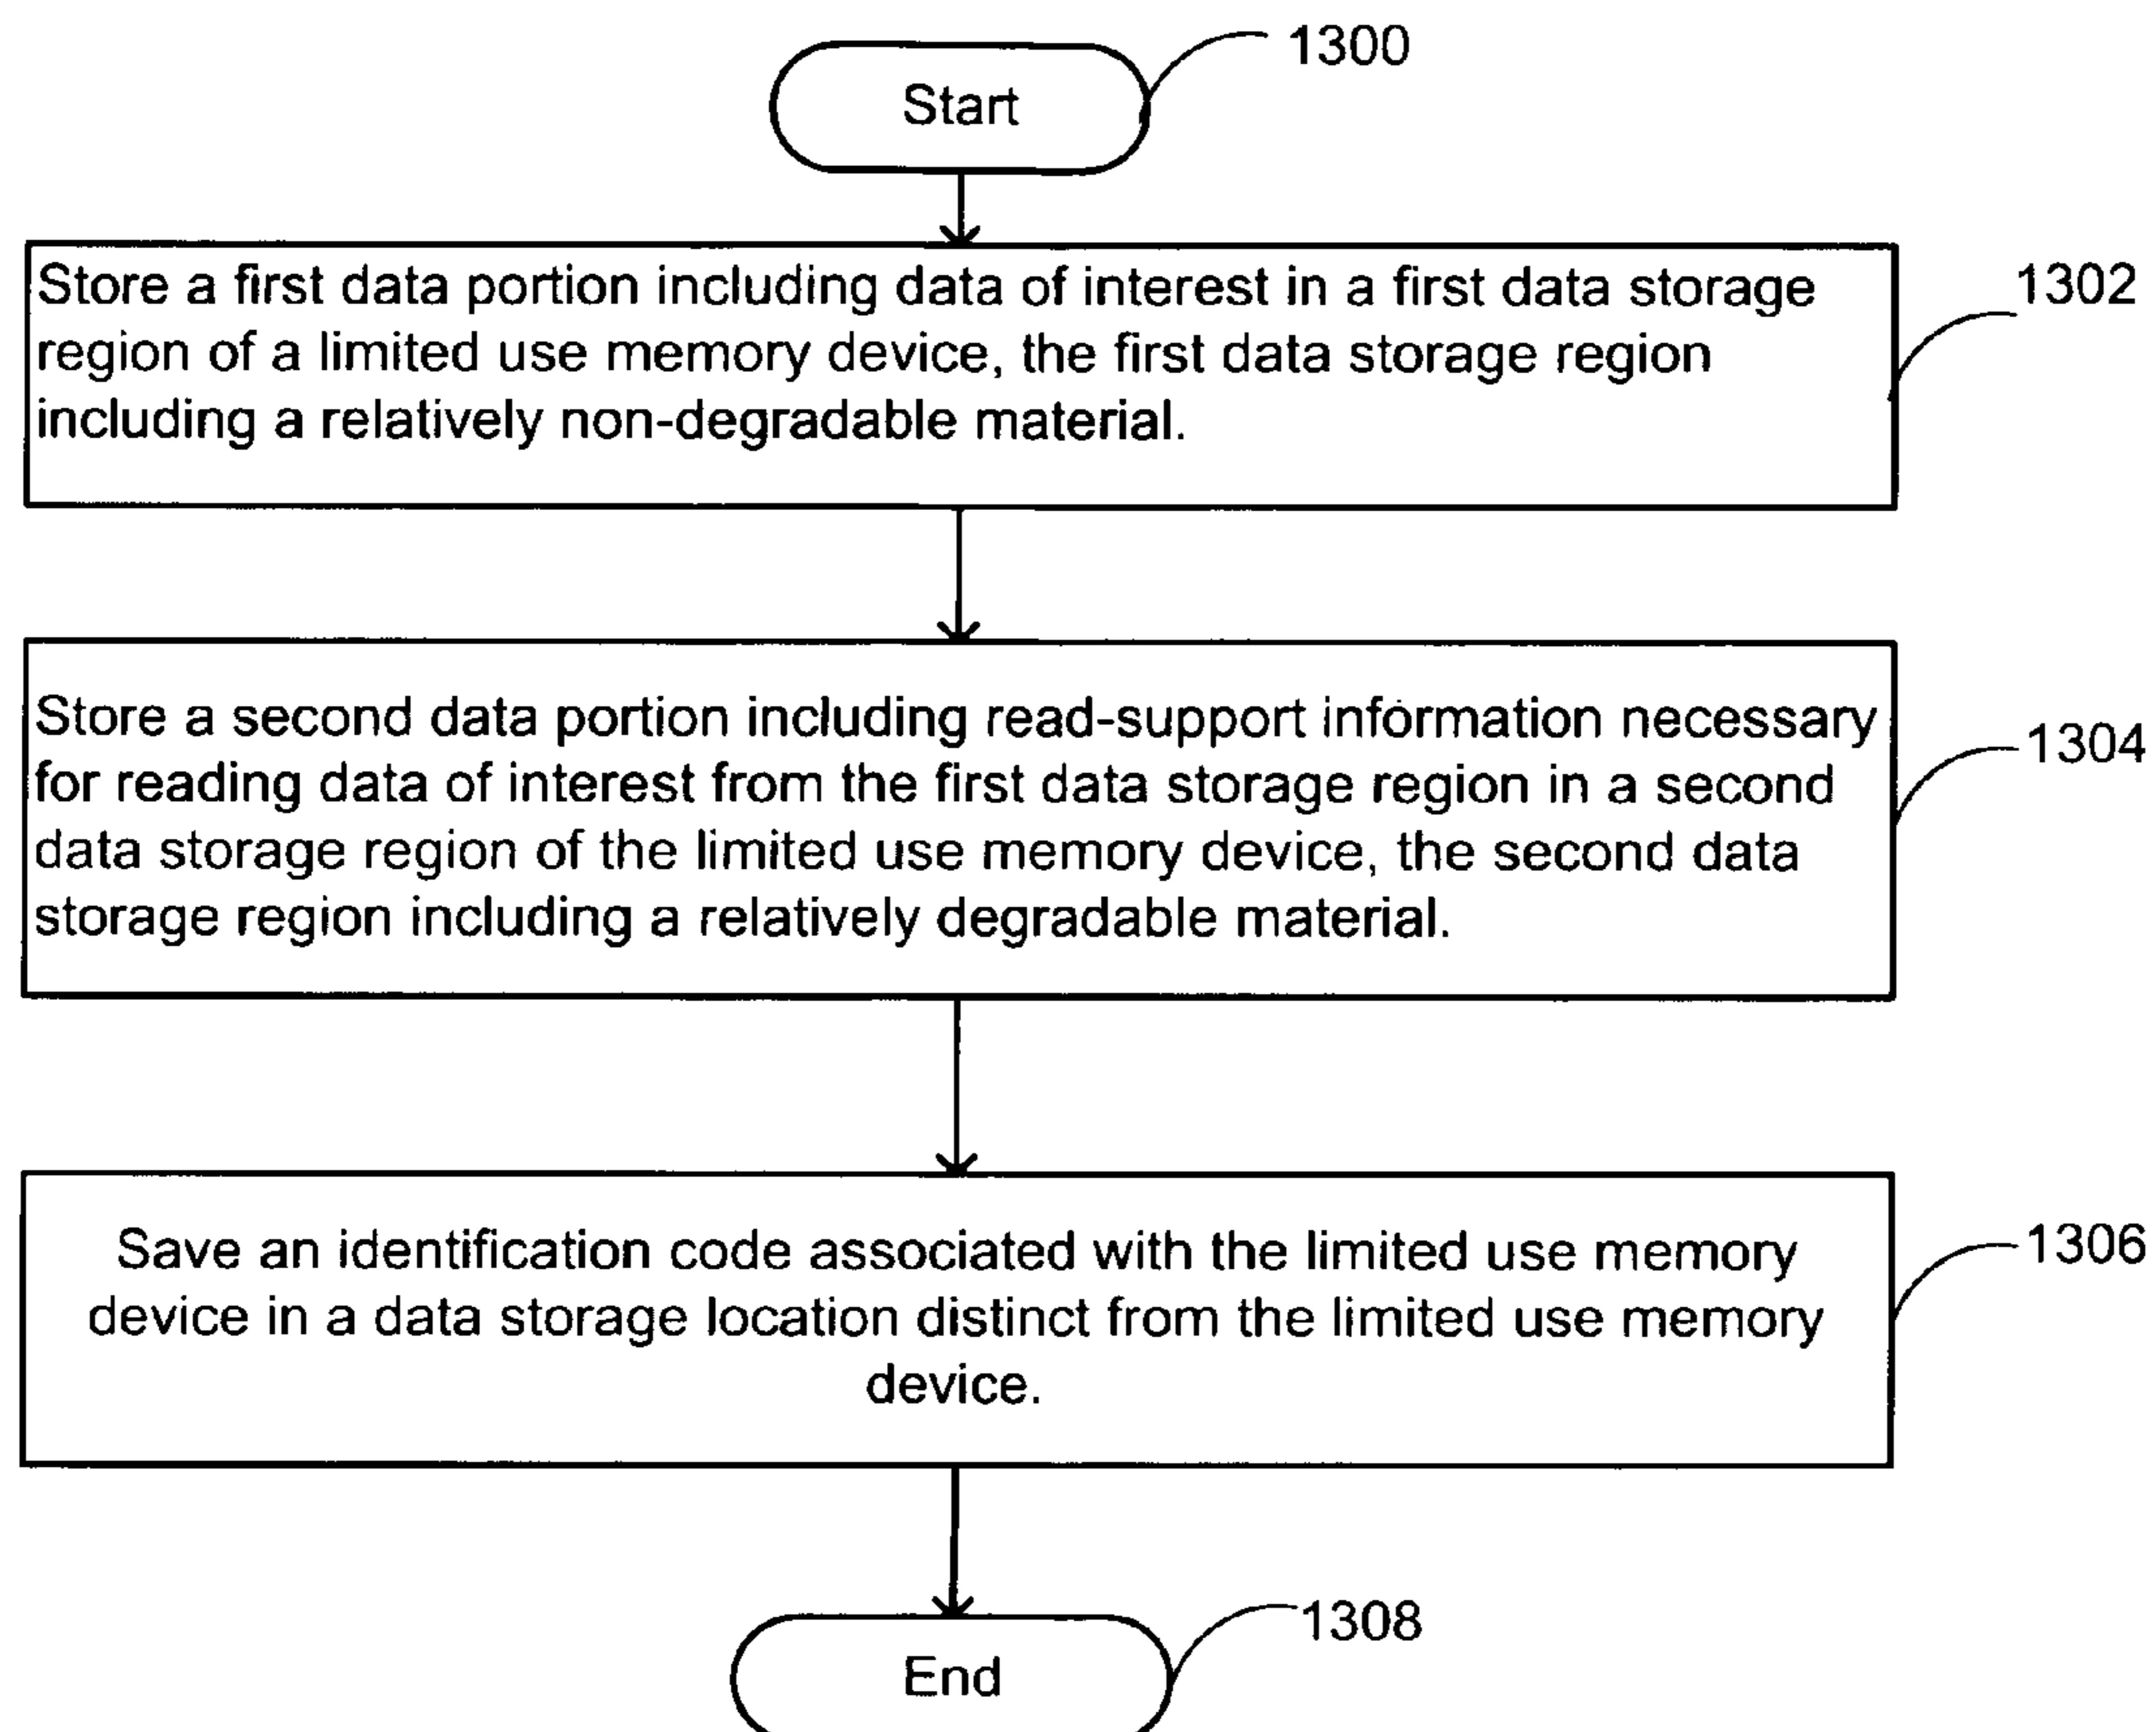 1300
Start
1302
Store a first data portion including data of interest in a first data storage
region of a limited use memory device, the first data storage region
including a relatively non-degradable material.
1304
Store a second data portion including read-support information necessary
for reading data of interest from the first data storage region in a second
data storage region of the limited use memory device, the second data
storage region including a relatively degradable material.
1306
Save an identification code associated with the limited use memory
device in a data storage location distinct from the limited use memory
device.
1308
End